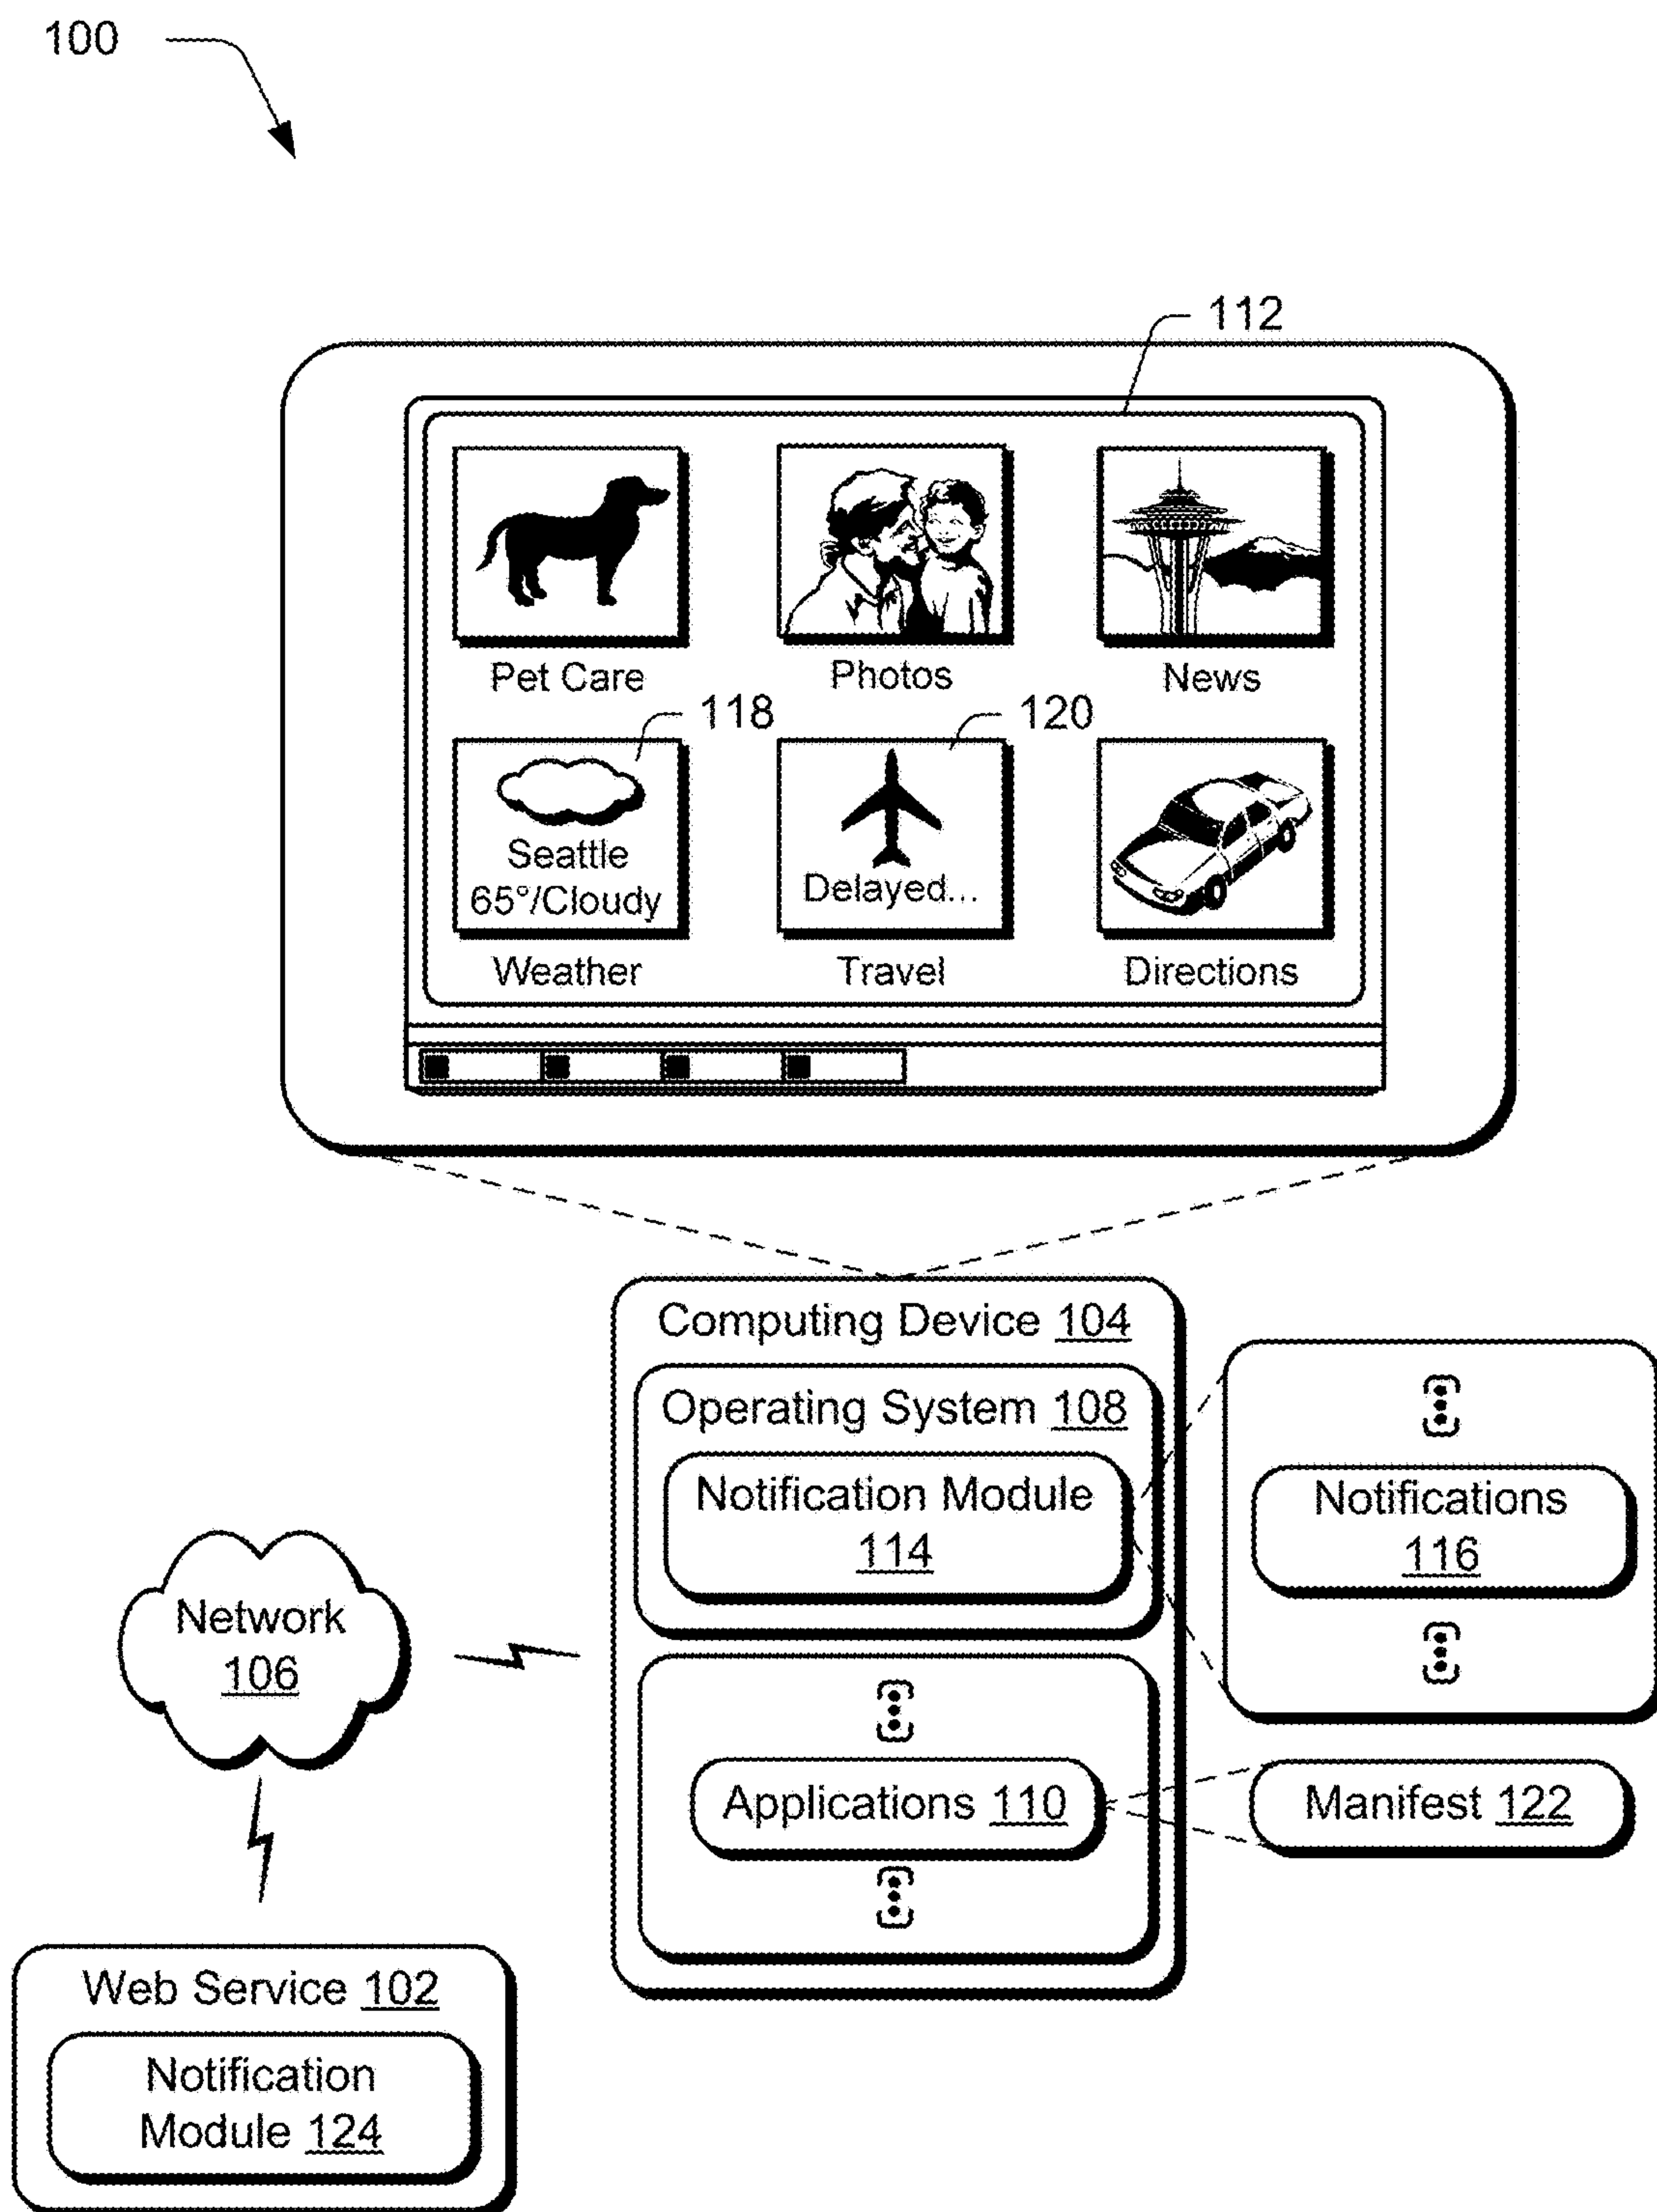 100
112
Pet Care
Photos
News
118
120
Seattle
65°/Cloudy
Delayed...
Weather
Travel
Directions
Computing Device 104
Operating System 108
Notification Module
114
Notifications
116
Network
106
Applications 110
Manifest 122
Web Service 102
Notification
Module 124